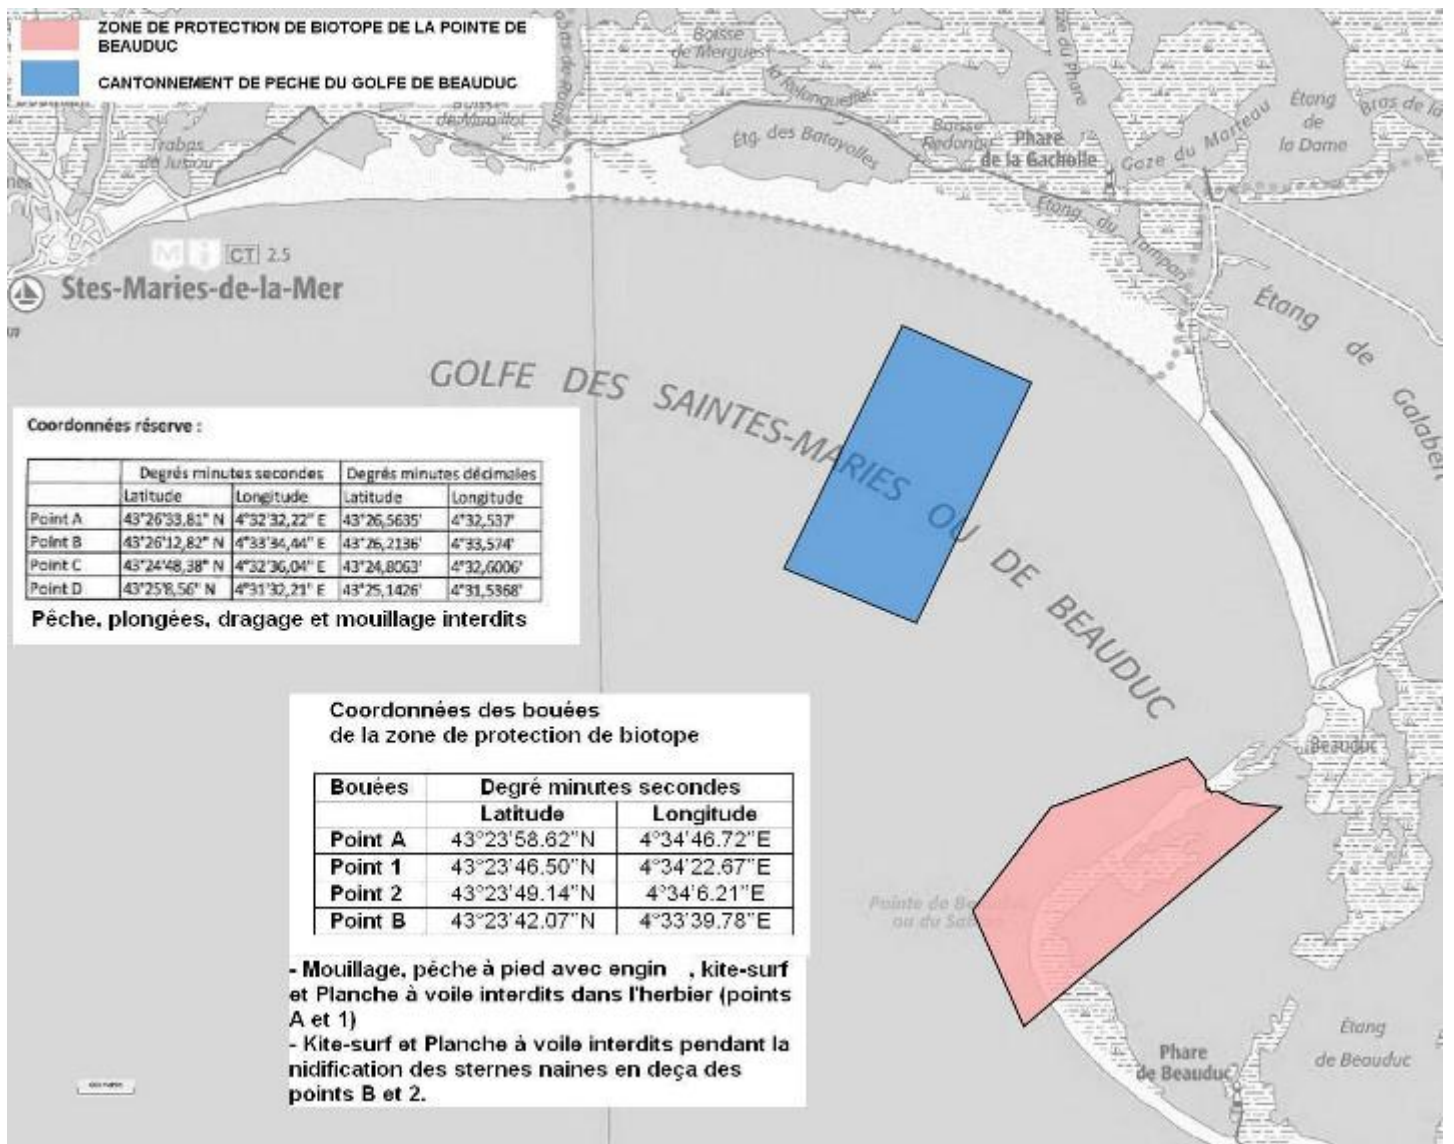 ZONE DE PROTECTION DE BIOTOPE DE LA POINTE DE
BEAUDUC
CANTONNEMENT DE PECHE DU GOLFE DE BEAUDUC
Boisse
de Mergues
Étg. des Batayolles
Phare
de la Gacholle
Gaze du Marteau
Étang
de
la Dame
Bras de la
Étang du Tampan
CT 2.5
Stes-Maries-de-la-Mer
Étang de Galabert
GOLFE DES SAINTES-MARIES OU DE BEAUDUC
Coordonnées réserve :
Degrés minutes secondes Degrés minutes décimales
Latitude Longitude Latitude Longitude
Point A 43°26'33,81" N 4°32'32,22" E 43°26,5635' 4°32,537'
Point B 43°26'12,82" N 4°33'34,44" E 43°26,2136' 4°33,574'
Point C 43°24'48,38" N 4°32'36,04" E 43°24,8063' 4°32,6006'
Point D 43°25'8,56" N 4°31'32,21" E 43°25,1426' 4°31,5368'
Pêche, plongées, dragage et mouillage interdits
Coordonnées des bouées
de la zone de protection de biotope
Bouées Degré minutes secondes
Latitude Longitude
Point A 43°23'58.62"N 4°34'46.72"E
Point 1 43°23'46.50"N 4°34'22.67"E
Point 2 43°23'49.14"N 4°34'6.21"E
Point B 43°23'42.07"N 4°33'39.78"E
- Mouillage, pêche à pied avec engin , kite-surf
et Planche à voile interdits dans l'herbier (points
A et 1)
- Kite-surf et Planche à voile interdits pendant la
nidification des sternes naines en deça des
points B et 2.
Beauduc
Pointe de
ou du
Phare
de Beauduc
Étang
de Beauduc